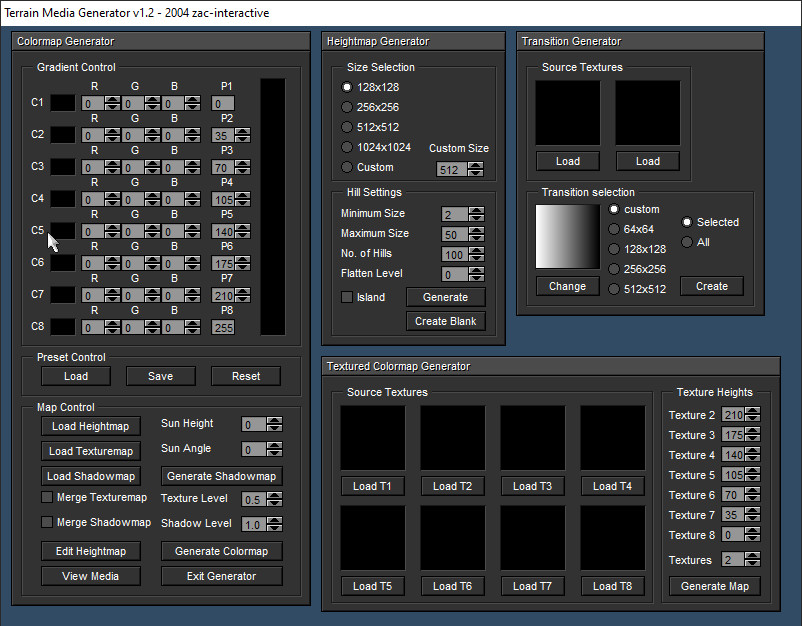 Terrain Media Generator v1.2 - 2004 zac-interactive
Colormap Generator
Gradient Control
R G B P1
C1 0 0 0 0
R G B P2
C2 0 0 0 35
R G B P3
C3 0 0 0 70
R G B P4
C4 0 0 0 105
R G B P5
C5 0 0 0 140
R G B P6
C6 0 0 0 175
R G B P7
C7 0 0 0 210
R G B P8
C8 0 0 0 255
Preset Control
Load Save Reset
Map Control
Load Heightmap Sun Height 0
Load Texturemap Sun Angle 0
Load Shadowmap Generate Shadowmap
Merge Texturemap Texture Level 0.5
Merge Shadowmap Shadow Level 1.0
Edit Heightmap Generate Colormap
View Media Exit Generator
Heightmap Generator
Size Selection
128x128
256x256
512x512
1024x1024 Custom Size
Custom 512
Hill Settings
Minimum Size 2
Maximum Size 50
No. of Hills 100
Flatten Level 0
Island Generate
Create Blank
Transition Generator
Source Textures
Load Load
Transition selection
custom
64x64
128x128
256x256
512x512
Selected
All
Change Create
Textured Colormap Generator
Source Textures
Load T1 Load T2 Load T3 Load T4
Load T5 Load T6 Load T7 Load T8
Texture Heights
Texture 2 210
Texture 3 175
Texture 4 140
Texture 5 105
Texture 6 70
Texture 7 35
Texture 8 0
Textures 2
Generate Map